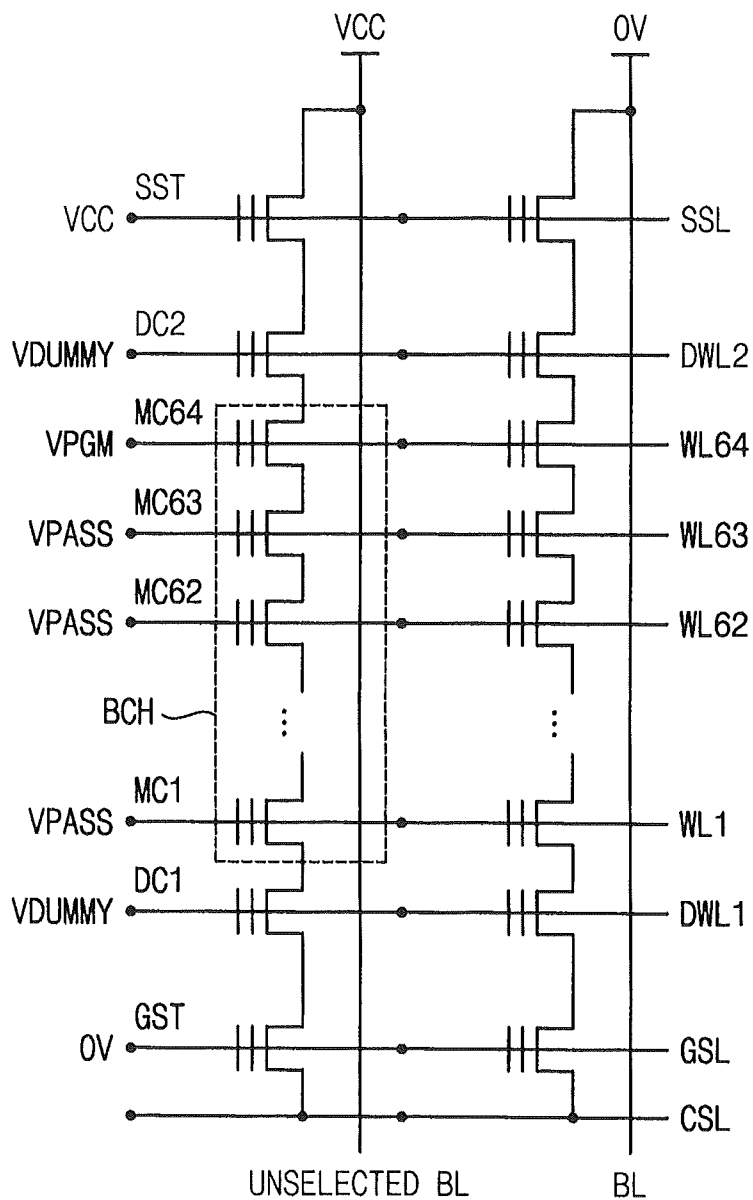 VCC 0V
SST
VCC SSL
DC2
VDUMMY DWL2
MC64
VPGM WL64
MC63
VPASS WL63
MC62
VPASS WL62
BCH ⋮ ⋮
MC1
VPASS WL1
DC1
VDUMMY DWL1
GST
0V GSL
CSL
UNSELECTED BL BL